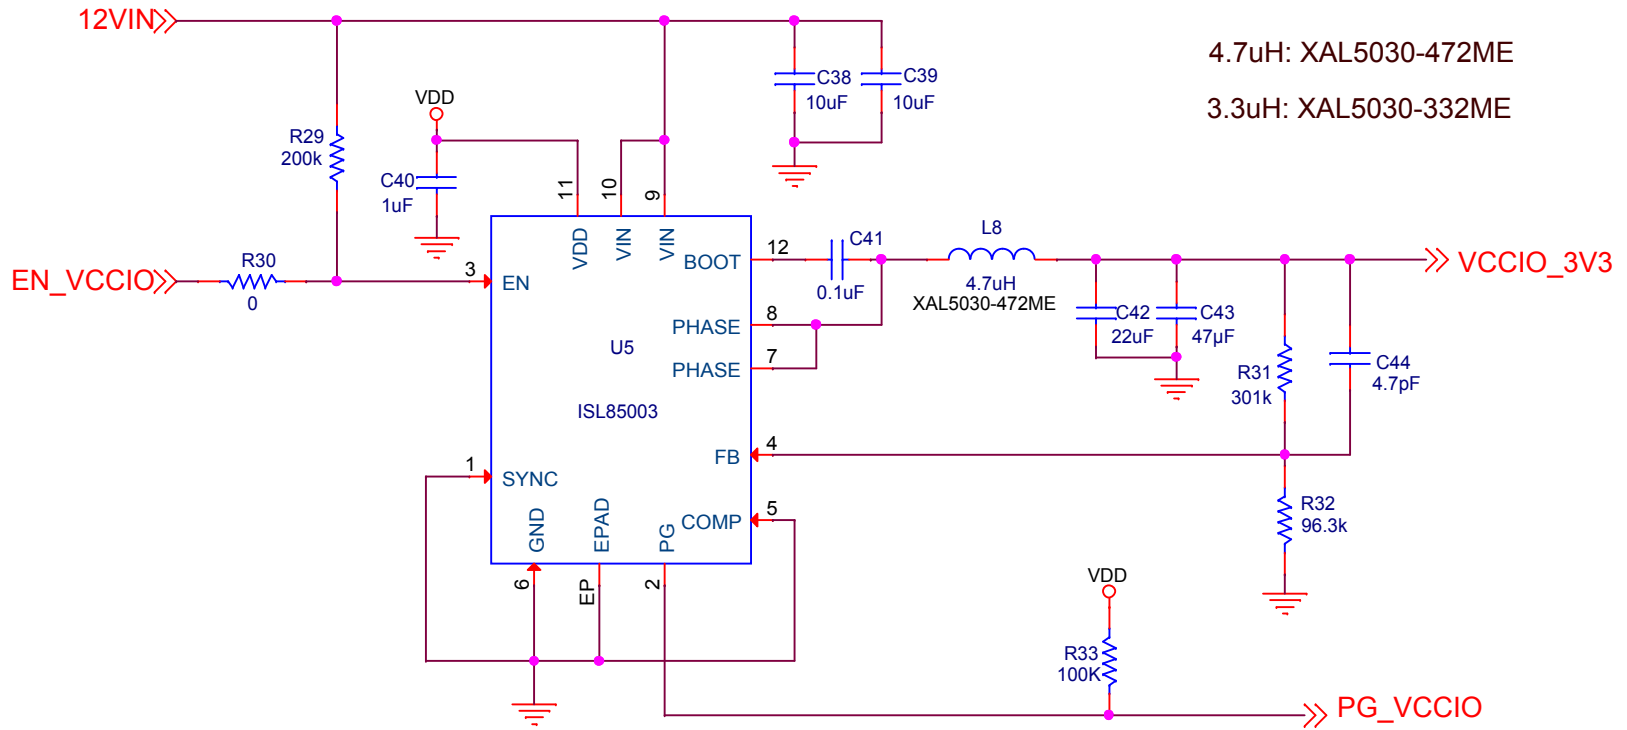 12VIN
4.7uH: XAL5030-472ME
3.3uH: XAL5030-332ME
C38
10uF
C39
10uF
VDD
R29
200k
C40
1uF
11
10
9
VDD
VIN
VIN
R30
0
EN_VCCIO
3
EN
BOOT
12
C41
0.1uF
L8
4.7uH
XAL5030-472ME
VCCIO_3V3
PHASE
8
PHASE
7
U5
ISL85003
C42
22uF
C43
47µF
R31
301k
C44
4.7pF
FB
4
1
SYNC
COMP
5
GND
EPAD
PG
6
EP
2
R32
96.3k
VDD
R33
100K
PG_VCCIO